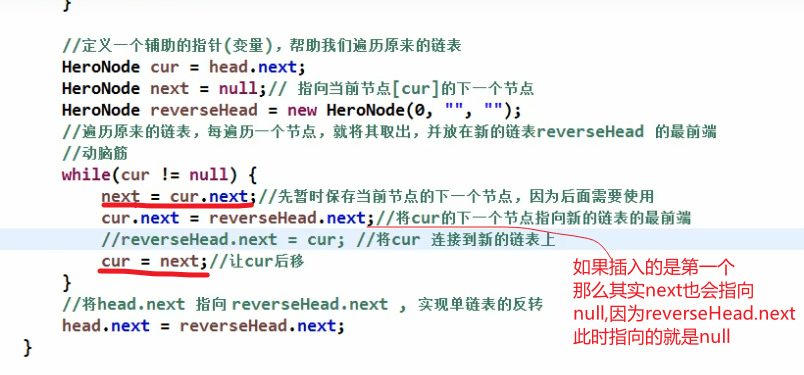 }
//定义一个辅助的指针(变量)，帮助我们遍历原来的链表
HeroNode cur = head.next;
HeroNode next = null;// 指向当前节点[cur]的下一个节点
HeroNode reverseHead = new HeroNode(0, "", "");
//遍历原来的链表，每遍历一个节点，就将其取出，并放在新的链表reverseHead 的最前端
//动脑筋
while(cur != null) {
next = cur.next;//先暂时保存当前节点的下一个节点，因为后面需要使用
cur.next = reverseHead.next;//将cur的下一个节点指向新的链表的最前端
//reverseHead.next = cur; //将cur 连接到新的链表上
cur = next;//让cur后移
}
//将head.next 指向 reverseHead.next , 实现单链表的反转
head.next = reverseHead.next;
}
如果插入的是第一个
那么其实next也会指向
null,因为reverseHead.next
此时指向的就是null